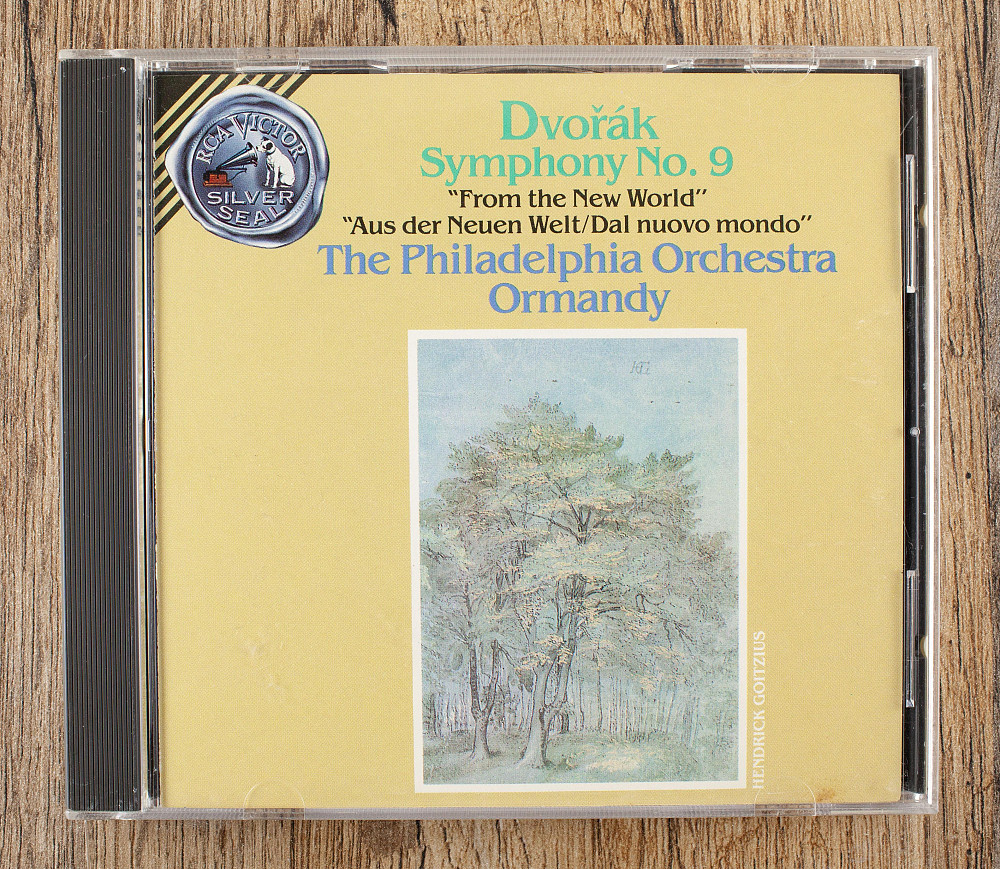 RCA VICTOR
SILVER
SEAL
Dvořák
Symphony No. 9
“From the New World”
“Aus der Neuen Welt/Dal nuovo mondo”
The Philadelphia Orchestra
Ormandy
HENDRICK GOITZIUS